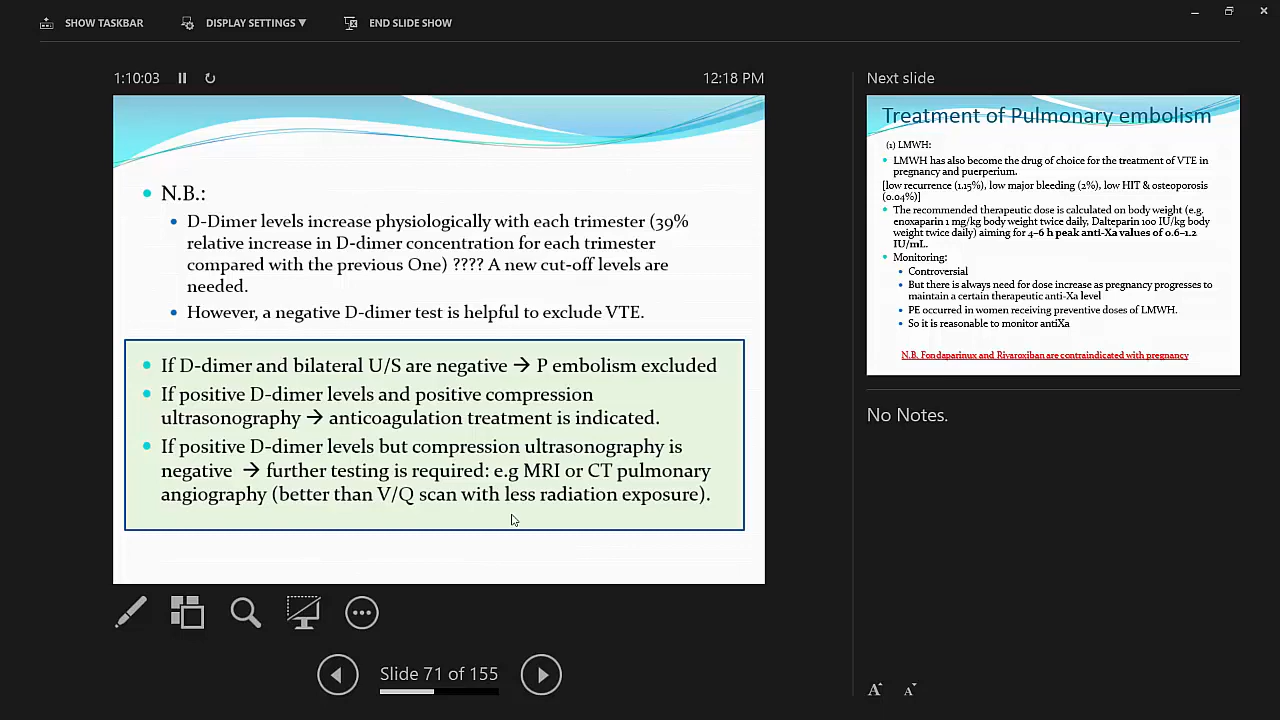 SHOW TASKBAR
DISPLAY SETTINGS ▼
END SLIDE SHOW
1:10:03
12:18 PM
N.B.:
D-Dimer levels increase physiologically with each trimester (39%
relative increase in D-dimer concentration for each trimester
compared with the previous One) ???? A new cut-off levels are
needed.
However, a negative D-dimer test is helpful to exclude VTE.
If D-dimer and bilateral U/S are negative → P embolism excluded
If positive D-dimer levels and positive compression
ultrasonography → anticoagulation treatment is indicated.
If positive D-dimer levels but compression ultrasonography is
negative → further testing is required: e.g MRI or CT pulmonary
angiography (better than V/Q scan with less radiation exposure).
Slide 71 of 155
Next slide
Treatment of Pulmonary embolism
(1) LMWH:
LMWH has also become the drug of choice for the treatment of VTE in
pregnancy and puerperium.
[low recurrence (1.15%), low major bleeding (2%), low HIT & osteoporosis
(0.04%)]
The recommended therapeutic dose is calculated on body weight (e.g.
enoxaparin 1 mg/kg body weight twice daily, Dalteparin 100 IU/kg body
weight twice daily) aiming for 4–6 h peak anti-Xa values of 0.6–1.2
IU/mL.
Monitoring:
Controversial
But there is always need for dose increase as pregnancy progresses to
maintain a certain therapeutic anti-Xa level
PE occurred in women receiving preventive doses of LMWH.
So it is reasonable to monitor antiXa
N.B. Fondaparinux and Rivaroxiban are contraindicated with pregnancy
No Notes.
A A